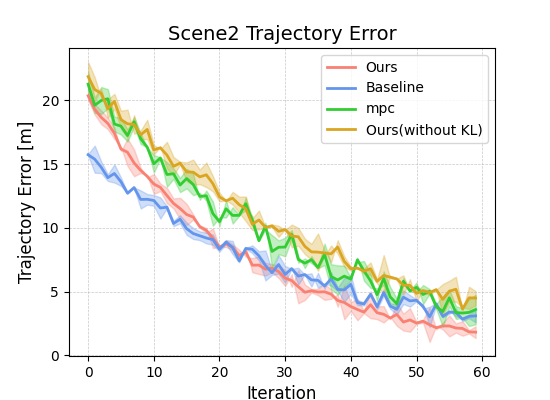 Scene2 Trajectory Error
Trajectory Error [m]
20
15
10
5
0
Ours
Baseline
mpc
Ours(without KL)
0 10 20 30 40 50 60
Iteration